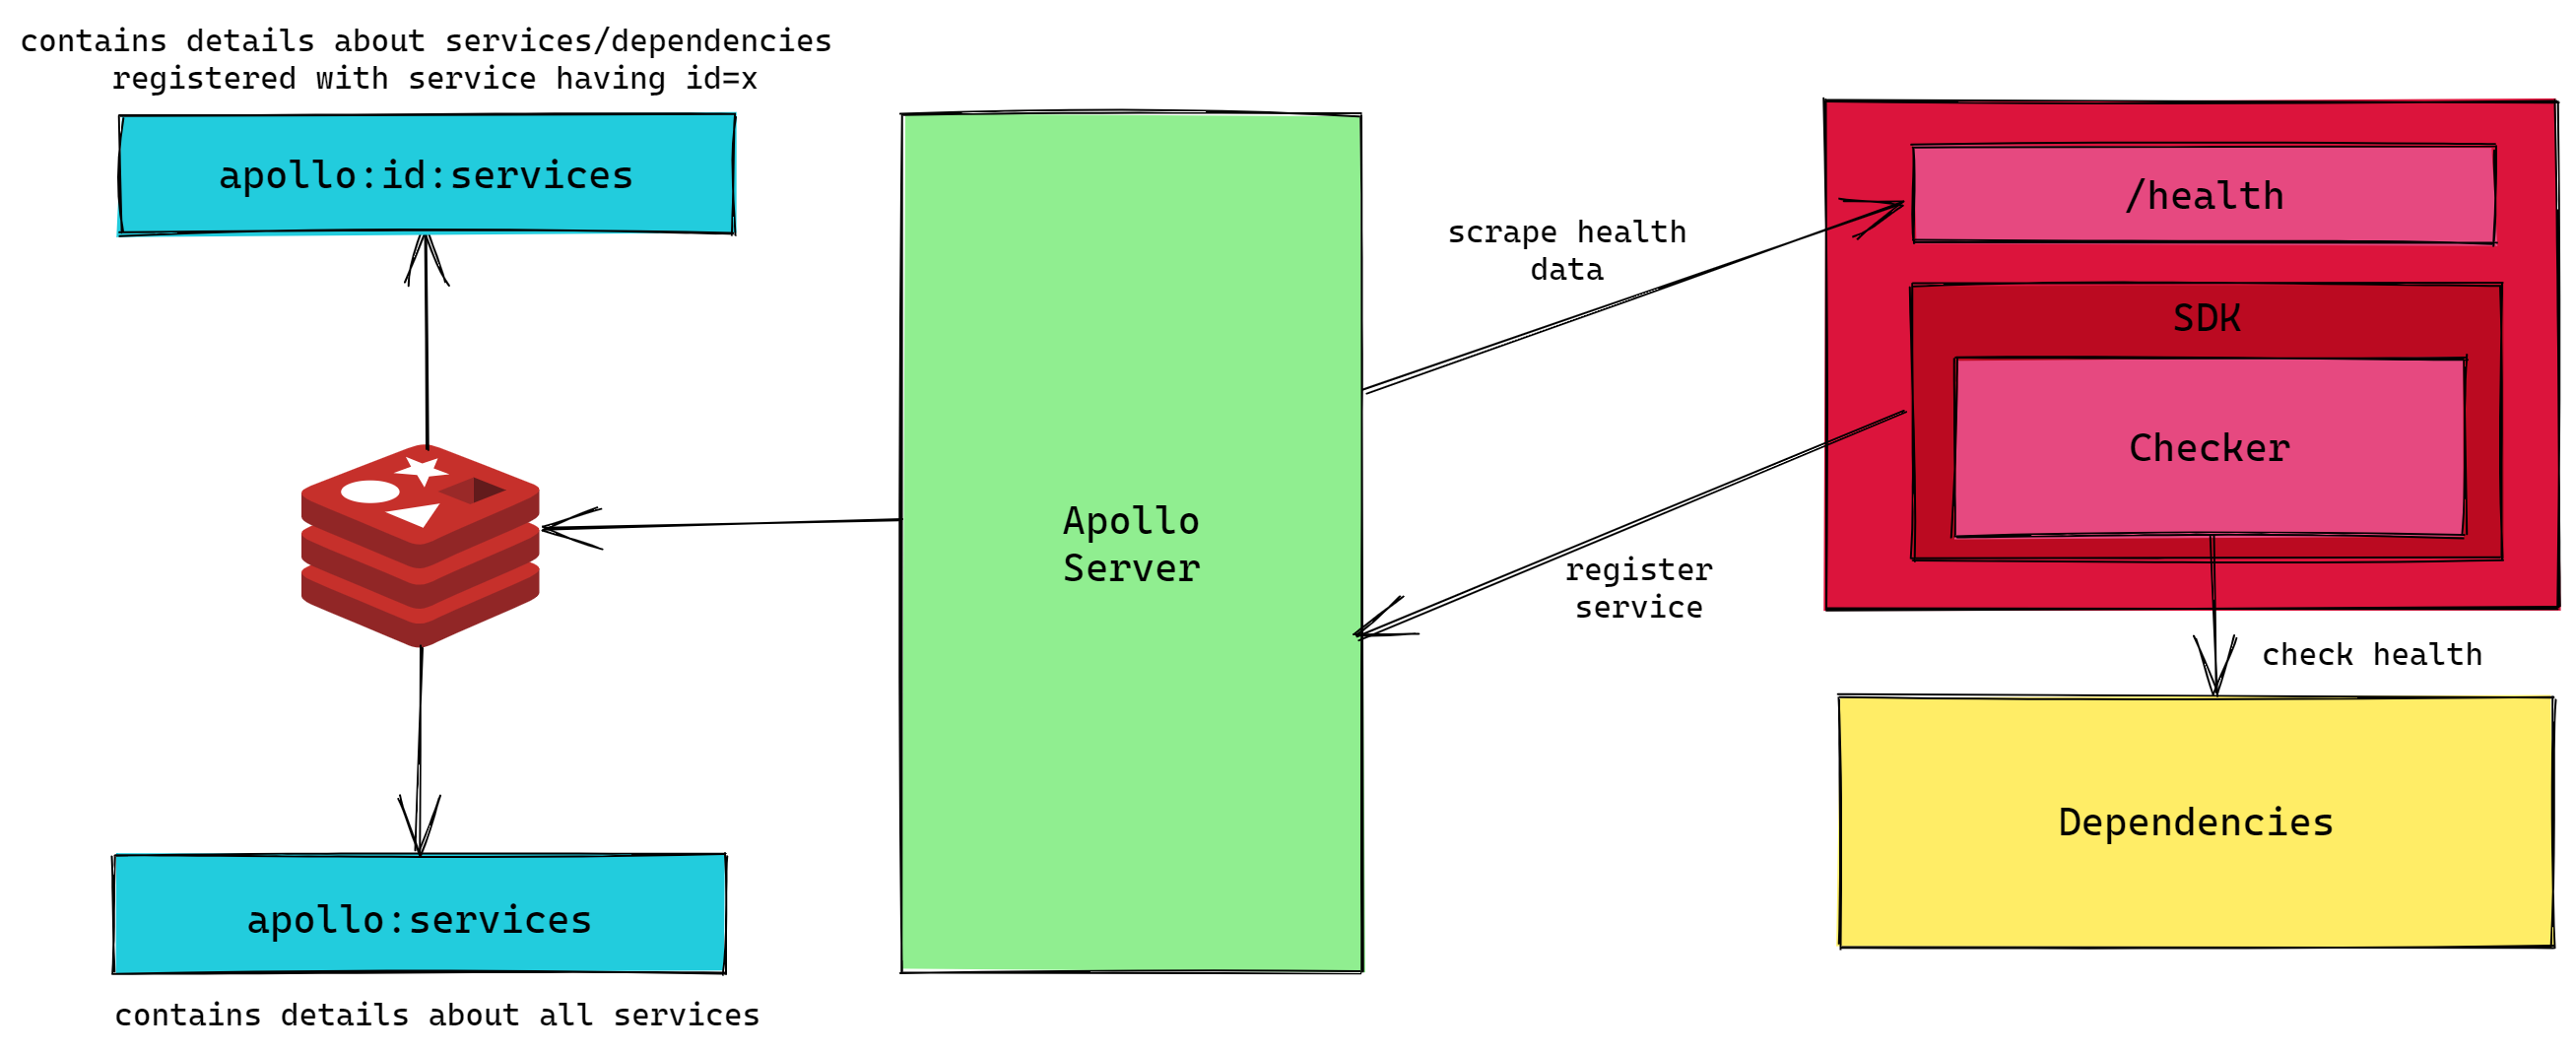 contains details about services/dependencies
registered with service having id=x
apollo:id:services
apollo:services
contains details about all services
Apollo
Server
scrape health
data
register
service
/health
SDK
Checker
check health
Dependencies